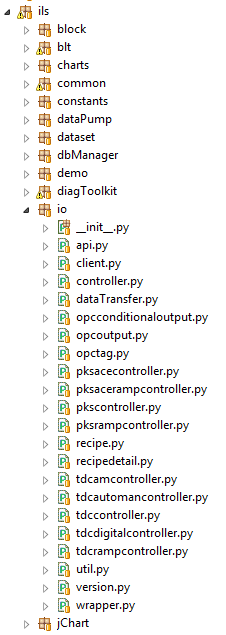 ils
block
blt
charts
common
constants
dataPump
dataset
dbManager
demo
diagToolkit
io
__init__.py
api.py
client.py
controller.py
dataTransfer.py
opcconditionaloutput.py
opcoutput.py
opctag.py
pksacecontroller.py
pksacerampcontroller.py
pkscontroller.py
pksrampcontroller.py
recipe.py
recipedetail.py
tdcamcontroller.py
tdcautomancontroller.py
tdccontroller.py
tdcdigitalcontroller.py
tdcrampcontroller.py
util.py
version.py
wrapper.py
jChart